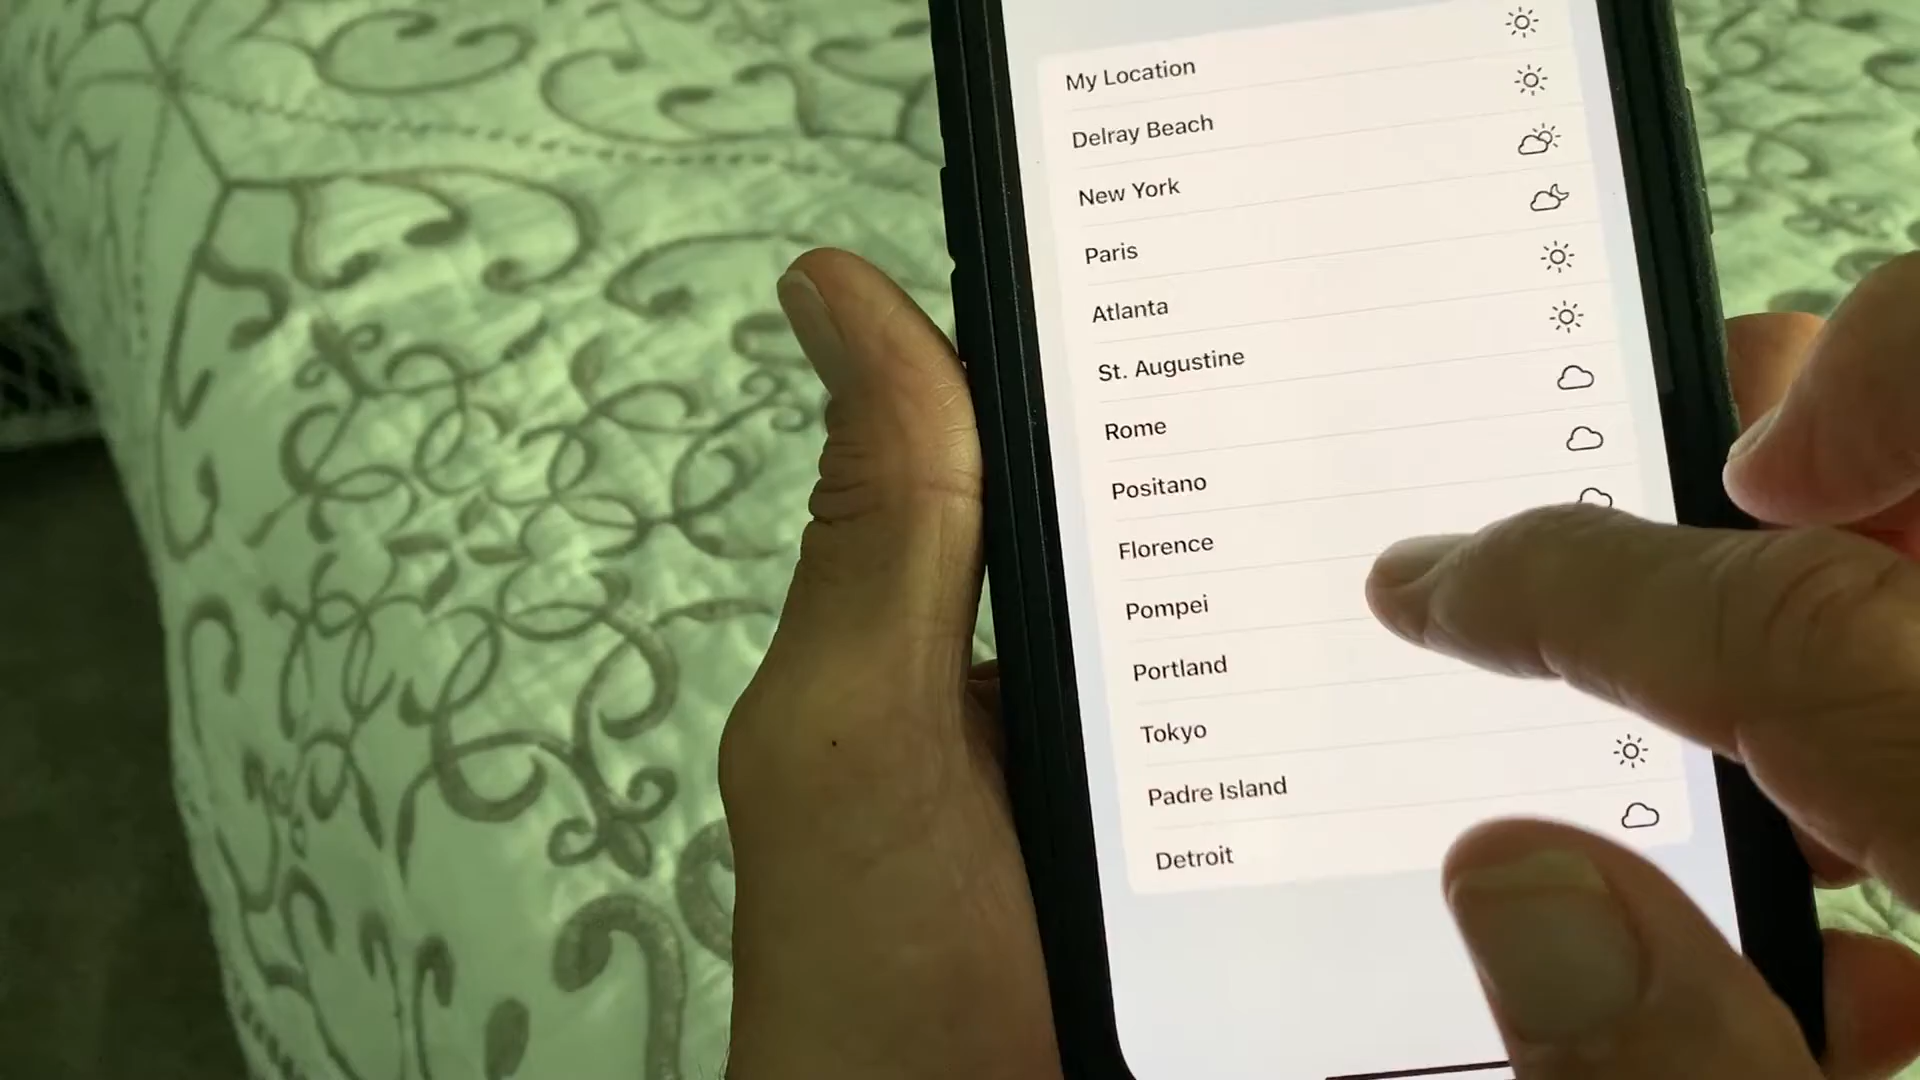 My Location
Delray Beach
New York
Paris
Atlanta
St. Augustine
Rome
Positano
Florence
Pompei
Portland
Tokyo
Padre Island
Detroit